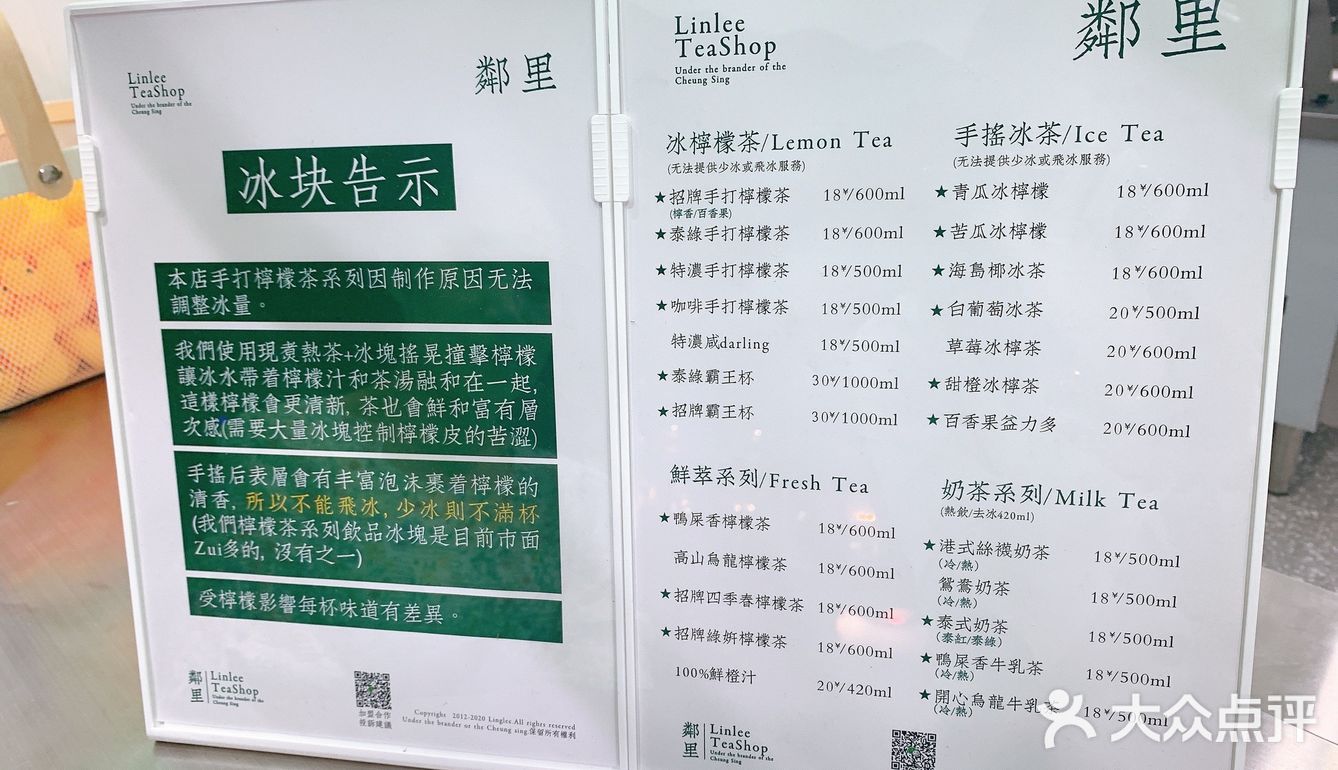 Linlee
TeaShop
Under the brander of the
Cheung Sing
鄰里
冰块告示
本店手打檸檬茶系列因制作原因无法
調整冰量。
我們使用現煮熱茶+冰塊搖晃撞擊檸檬
讓冰水帶着檸檬汁和茶湯融和在一起,
這樣檸檬會更清新, 茶也會鮮和富有層
次感(需要大量冰塊控制檸檬皮的苦澀)
手搖后表層會有丰富泡沫裹着檸檬的
清香, 所以不能飛冰, 少冰則不滿杯
(我們檸檬茶系列飲品冰塊是目前市面
Zui多的, 沒有之一)
受檸檬影響每杯味道有差異。
鄰里
Linlee
TeaShop
Under the brander of the
Cheung Sing
加盟合作
投訴建議
Copyright 2012-2020 Linglec.All rights reserved
Under the brander of the Cheung sing.保留所有權利
Linlee
TeaShop
Under the brander of the
Cheung Sing
鄰里
冰檸檬茶/Lemon Tea
(无法提供少冰或飛冰服務)
★招牌手打檸檬茶 18¥/600ml
(檸香/百香果)
★泰綠手打檸檬茶 18¥/600ml
★特濃手打檸檬茶 18¥/500ml
★咖啡手打檸檬茶 18¥/500ml
特濃咸darling 18¥/500ml
★泰綠霸王杯 30¥/1000ml
★招牌霸王杯 30¥/1000ml
鮮萃系列/Fresh Tea
★鴨屎香檸檬茶 18¥/600ml
高山烏龍檸檬茶 18¥/600ml
★招牌四季春檸檬茶 18¥/600ml
★招牌綠妍檸檬茶 18¥/600ml
100%鮮橙汁 20¥/420ml
手搖冰茶/Ice Tea
(无法提供少冰或飛冰服務)
★青瓜冰檸檬 18¥/600ml
★苦瓜冰檸檬 18¥/600ml
★海島椰冰茶 18¥/600ml
★白葡萄冰茶 20¥/500ml
草莓冰檸茶 20¥/600ml
★甜橙冰檸茶 20¥/600ml
★百香果益力多 20¥/600ml
奶茶系列/Milk Tea
(熱飲/去冰420ml)
★港式絲襪奶茶 18¥/500ml
(冷/熱)
鴛鴦奶茶 18¥/500ml
(冷/熱)
★泰式奶茶 18¥/500ml
(泰紅/泰綠)
★鴨屎香牛乳茶 18¥/500ml
(冷/熱)
★開心烏龍牛乳茶 18¥/500ml
(冷/熱)
鄰里
Linlee
TeaShop
Under the brander of the
Cheung Sing
大众点评